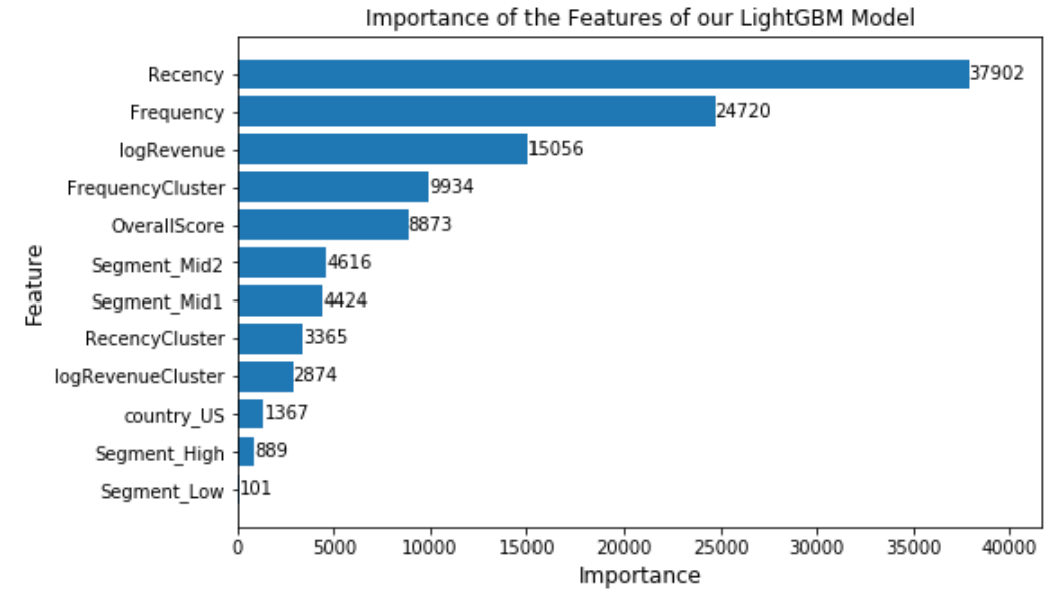 Importance of the Features of our LightGBM Model
Recency 37902
Frequency 24720
logRevenue 15056
FrequencyCluster 9934
OverallScore 8873
Segment_Mid2 4616
Segment_Mid1 4424
RecencyCluster 3365
logRevenueCluster 2874
country_US 1367
Segment_High 889
Segment_Low 101
Feature
0 5000 10000 15000 20000 25000 30000 35000 40000
Importance